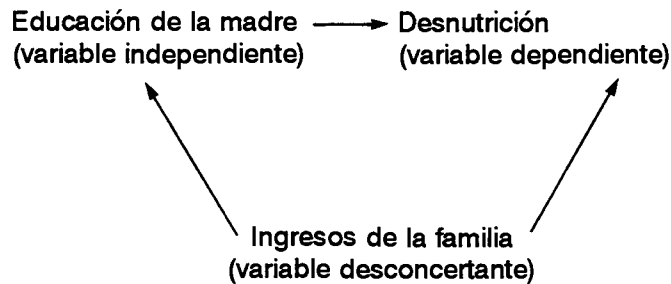 Educación de la madre
(variable independiente)
Desnutrición
(variable dependiente)
Ingresos de la familia
(variable desconcertante)